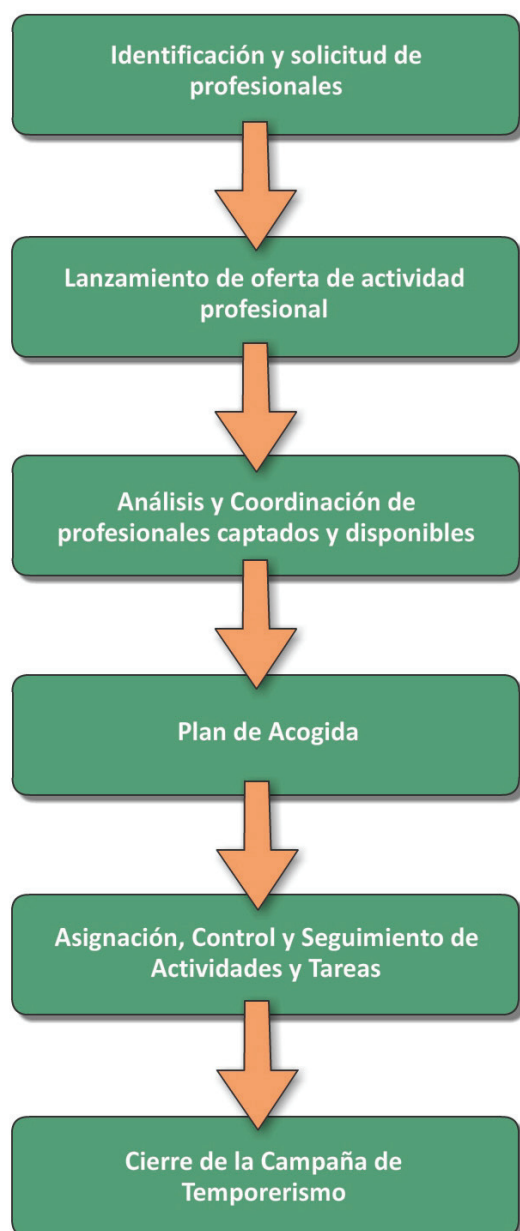 Identificación y solicitud de
profesionales
Lanzamiento de oferta de actividad
profesional
Análisis y Coordinación de
profesionales captados y disponibles
Plan de Acogida
Asignación, Control y Seguimiento de
Actividades y Tareas
Cierre de la Campaña de
Temporerismo